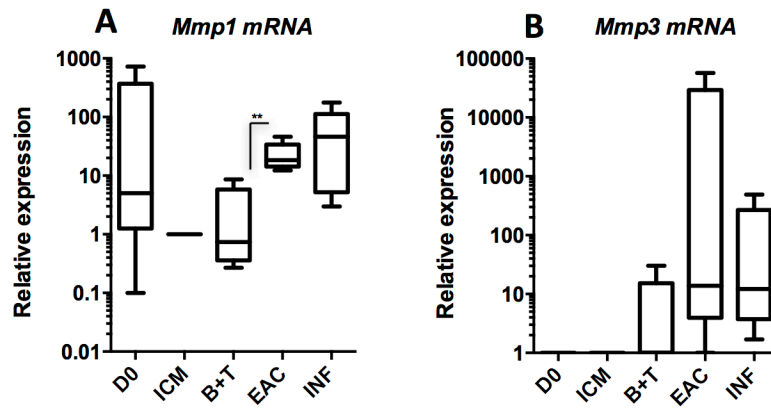 A
Mmp1 mRNA
Relative expression
1000
100
10
1
0.1
0.01
**
D0
ICM
B+T
EAC
INF
B
Mmp3 mRNA
Relative expression
100000
10000
1000
100
10
1
D0
ICM
B+T
EAC
INF